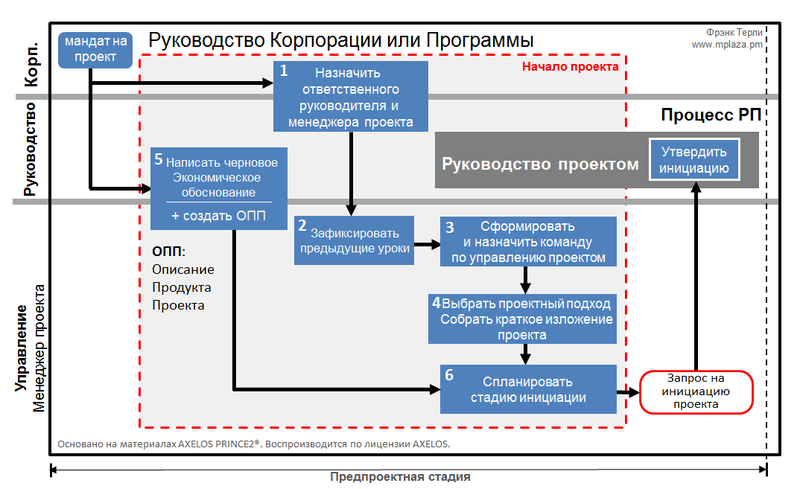 Фрэнк Терли
www.mplaza.pm
мандат на
проект
Руководство Корпорации или Программы
Начало проекта
Корп.
Руководство
Управление
Менеджер проекта
1
Назначить
ответственного
руководителя и
менеджера проекта
Процесс РП
Руководство проектом
Утвердить
инициацию
5
Написать черновое
Экономическое
обоснование
+ создать ОПП
2
Зафиксировать
предыдущие уроки
3
Сформировать
и назначить команду
по управлению проектом
ОПП:
Описание
Продукта
Проекта
4
Выбрать проектный подход
Собрать краткое изложение
проекта
6
Спланировать
стадию инициации
Запрос на
инициацию
проекта
Основано на материалах AXELOS PRINCE2®. Воспроизводится по лицензии AXELOS.
Предпроектная стадия